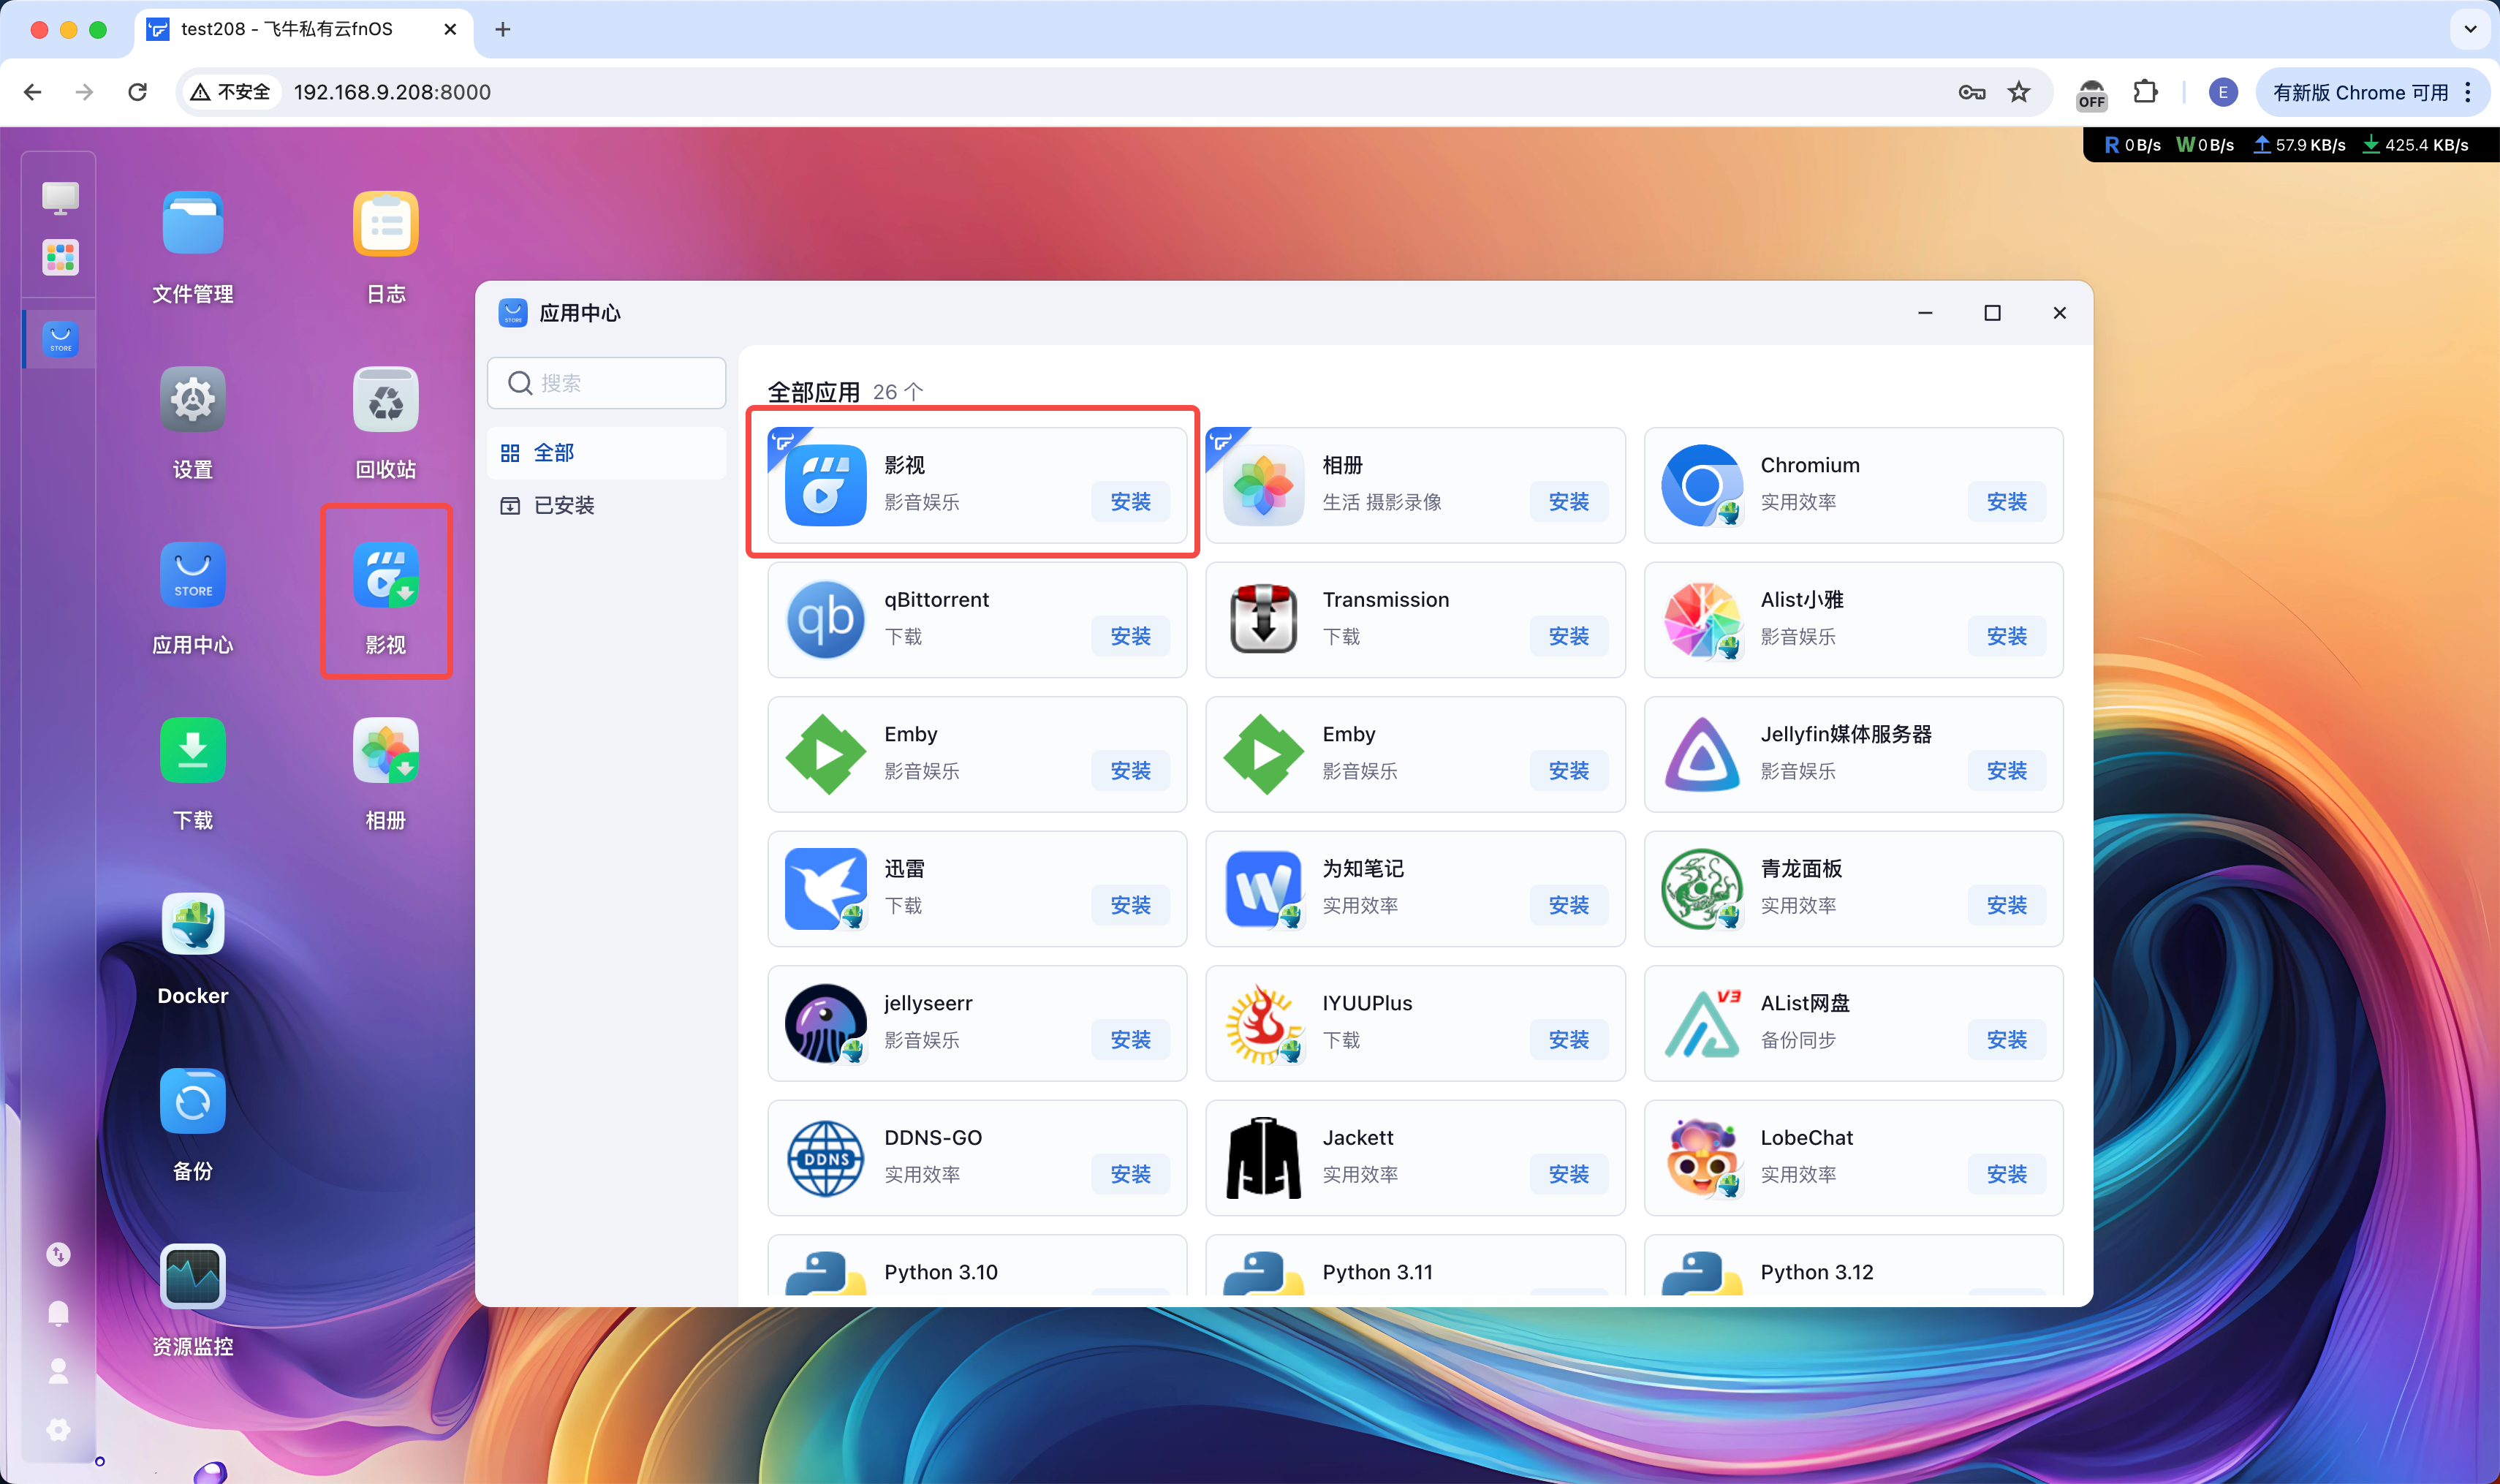 test208 - 飞牛私有云fnOS
不安全
192.168.9.208:8000
OFF
E
有新版 Chrome 可用
R 0 B/s W 0 B/s 57.9 KB/s 425.4 KB/s
文件管理
日志
设置
回收站
STORE
STORE
应用中心
影视
下载
相册
Docker
备份
资源监控
STORE
应用中心
搜索
全部
已安装
全部应用 26 个
影视
影音娱乐
安装
相册
生活 摄影录像
安装
Chromium
实用效率
安装
qb
qBittorrent
下载
安装
Transmission
下载
安装
Alist小雅
影音娱乐
安装
Emby
影音娱乐
安装
Emby
影音娱乐
安装
Jellyfin媒体服务器
影音娱乐
安装
迅雷
下载
安装
为知笔记
实用效率
安装
青龙面板
实用效率
安装
jellyseerr
影音娱乐
安装
IYUUPlus
下载
安装
V3
AList网盘
备份同步
安装
DDNS
DDNS-GO
实用效率
安装
Jackett
实用效率
安装
LobeChat
实用效率
安装
Python 3.10
Python 3.11
Python 3.12